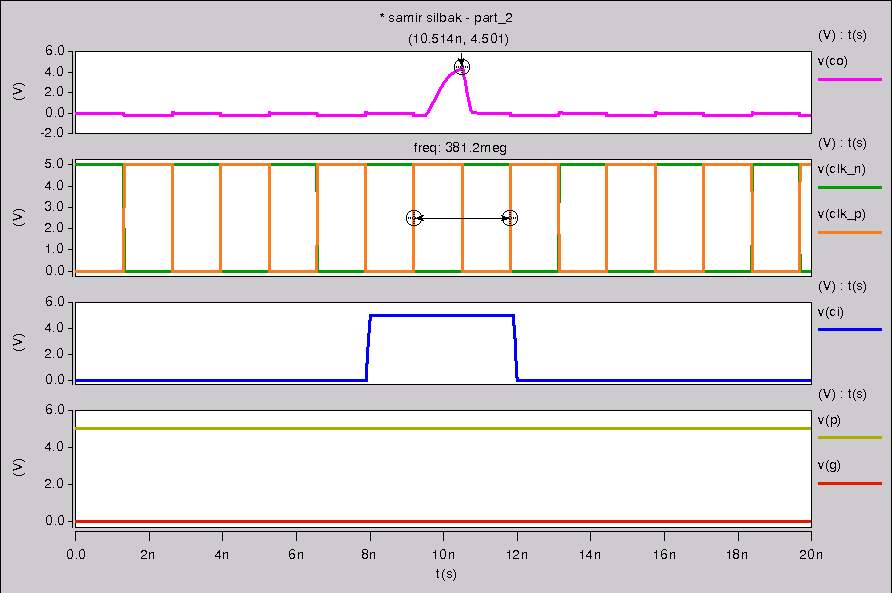 * samir silbak - part_2
(10.514n, 4.501)
(V) : t(s)
v(co)
6.0
4.0
2.0
0.0
-2.0
(V)
freq: 381.2meg
(V) : t(s)
v(clk_n)
v(clk_p)
5.0
4.0
3.0
2.0
1.0
0.0
(V)
(V) : t(s)
v(ci)
6.0
4.0
2.0
0.0
(V)
(V) : t(s)
v(p)
v(g)
6.0
4.0
2.0
0.0
(V)
0.0 2n 4n 6n 8n 10n 12n 14n 16n 18n 20n
t(s)